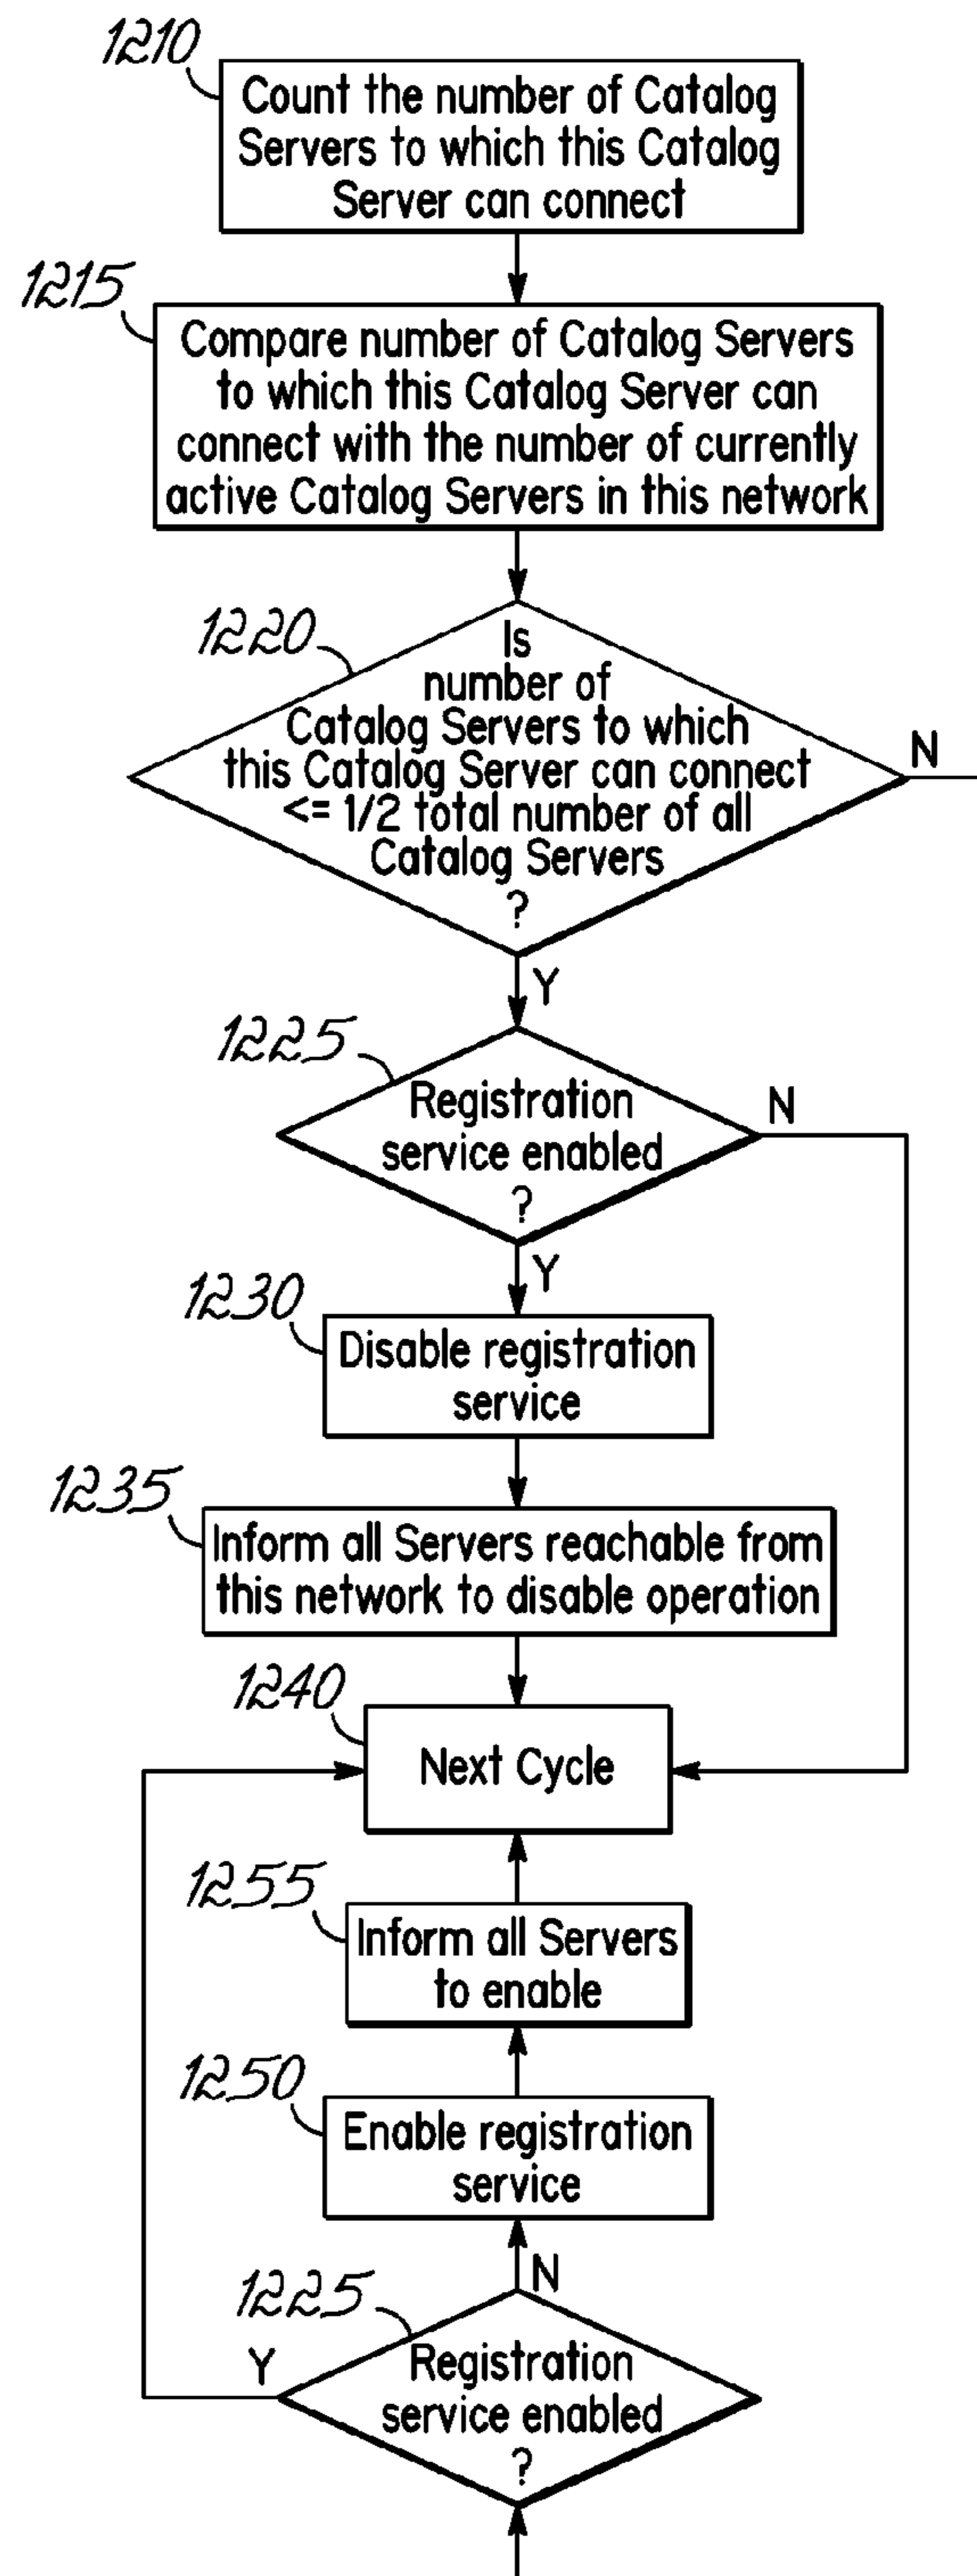 1210
Count the number of Catalog
Servers to which this Catalog
Server can connect
1215
Compare number of Catalog Servers
to which this Catalog Server can
connect with the number of currently
active Catalog Servers in this network
1220
Is
number of
Catalog Servers to which
this Catalog Server can connect
<= 1/2 total number of all
Catalog Servers
?
N
Y
1225
Registration
service enabled
?
N
Y
1230
Disable registration
service
1235
Inform all Servers reachable from
this network to disable operation
1240
Next Cycle
1255
Inform all Servers
to enable
1250
Enable registration
service
N
1225
Y
Registration
service enabled
?